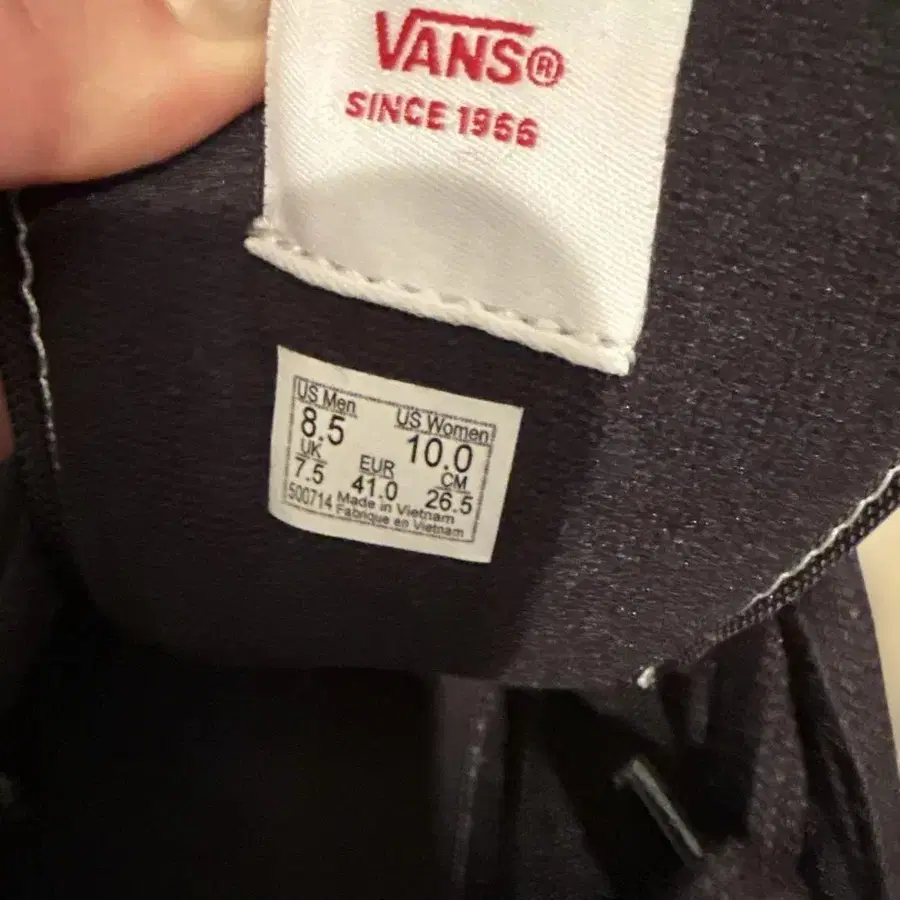 VANS®
SINCE 1966
US Men US Women
8.5 10.0
UK EUR CM
7.5 41.0 26.5
500714 Made in Vietnam
Fabrique en Vietnam